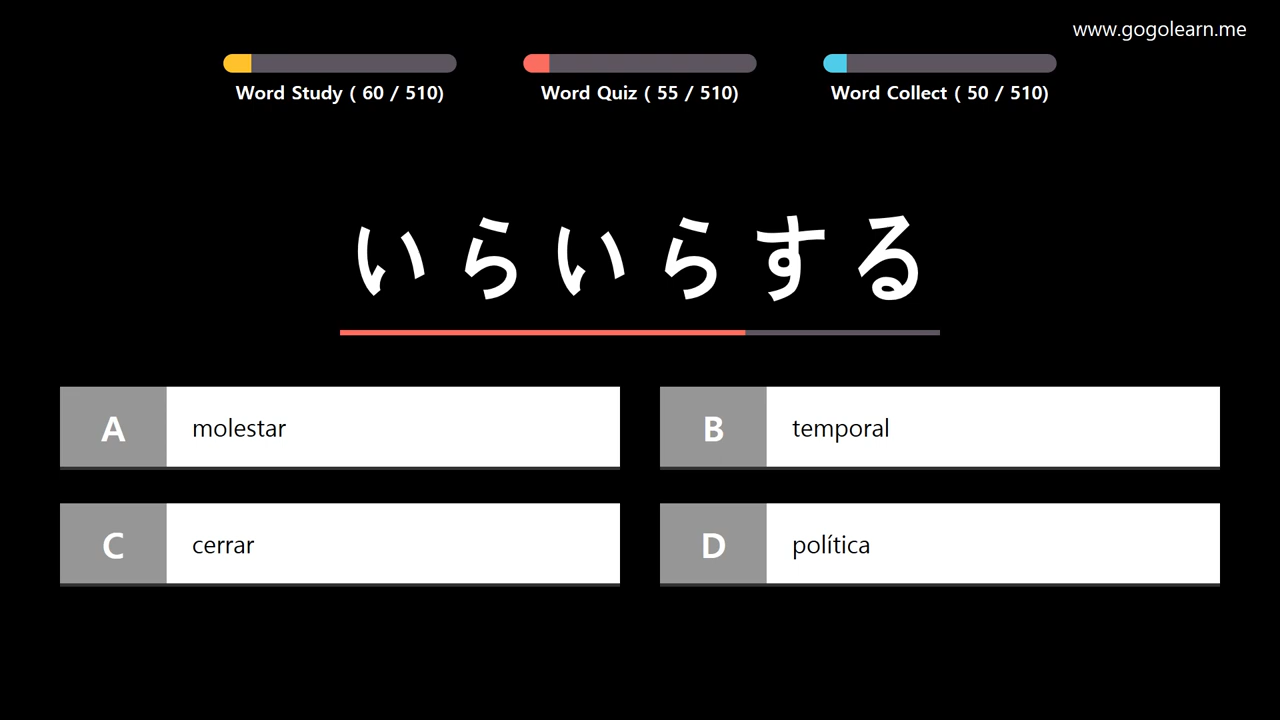 www.gogolearn.me
Word Study ( 60 / 510)
Word Quiz ( 55 / 510)
Word Collect ( 50 / 510)
いらいらする
A molestar
B temporal
C cerrar
D política